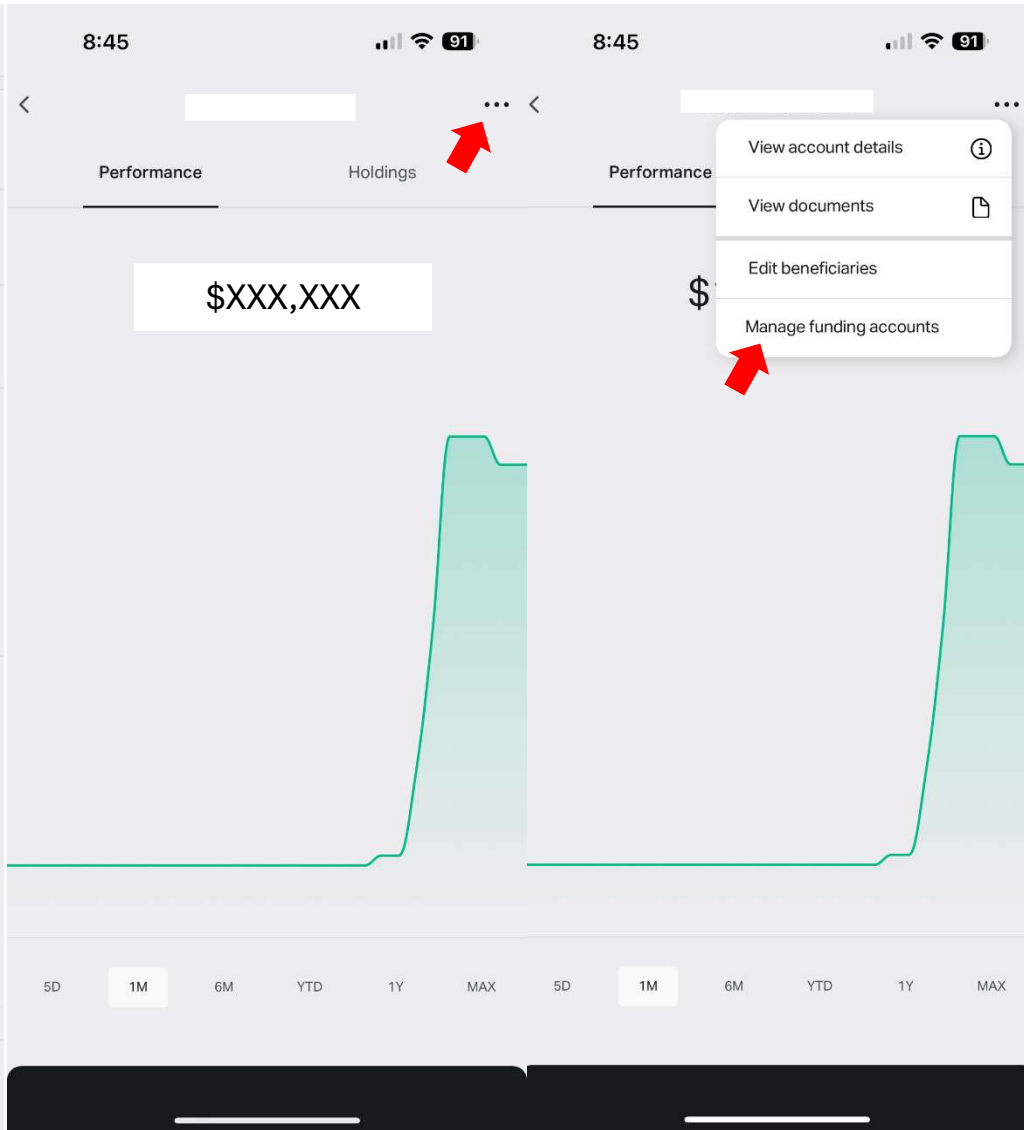 8:45
91
Performance
Holdings
$XXX,XXX
5D
1M
6M
YTD
1Y
MAX
8:45
91
View account details
Performance
View documents
Edit beneficiaries
$
Manage funding accounts
5D
1M
6M
YTD
1Y
MAX